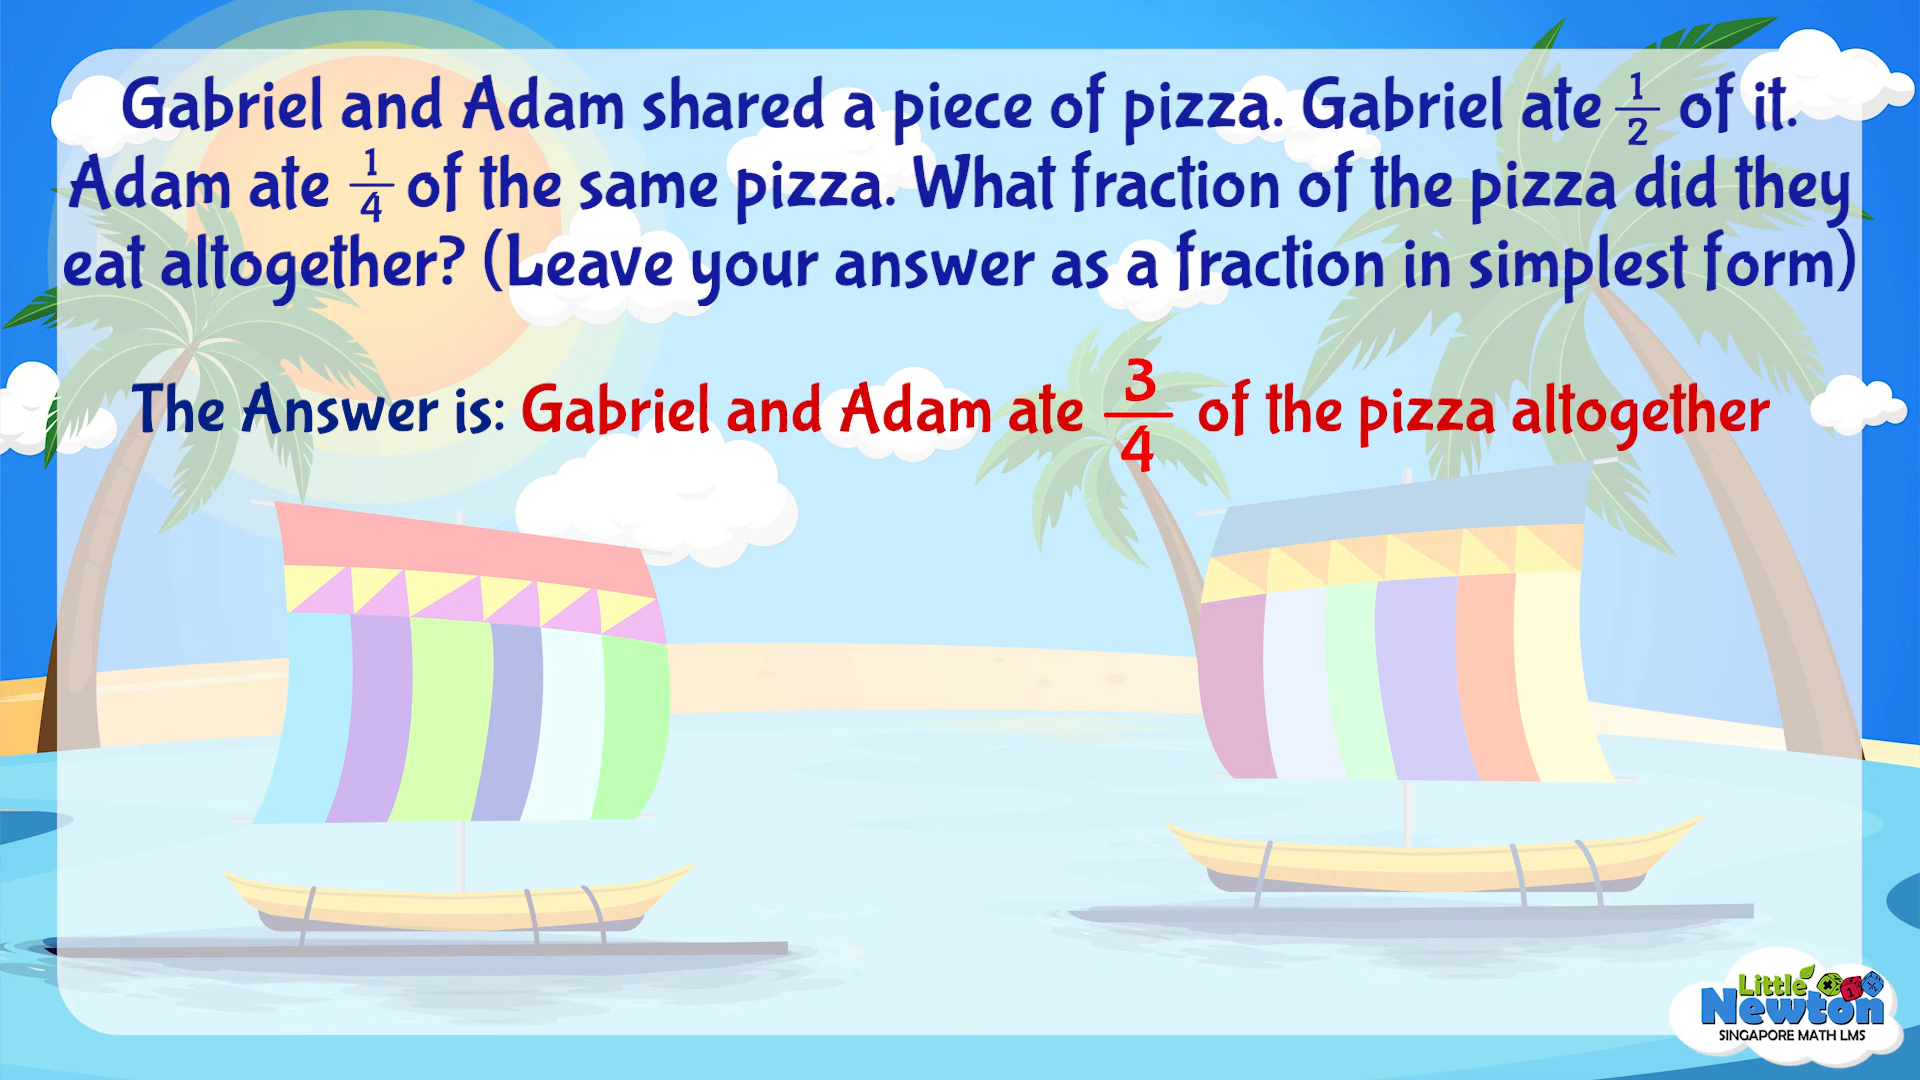 Gabriel and Adam shared a piece of pizza. Gabriel ate 1/2 of it.
Adam ate 1/4 of the same pizza. What fraction of the pizza did they
eat altogether? (Leave your answer as a fraction in simplest form)
The Answer is: Gabriel and Adam ate 3/4 of the pizza altogether
Little
Newton
SINGAPORE MATH LMS